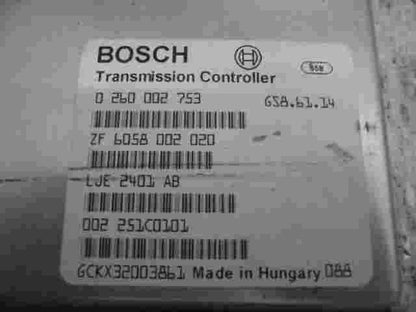 BOSCH
Transmission Controller
0 260 002 753 GS8.61.14
ZF 6058 002 020
LJE 2401 AB
002 251C0101
GCKX32003861 Made in Hungary 088